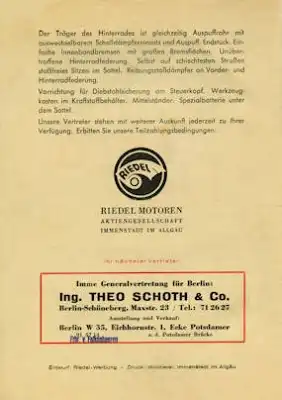 Der Träger des Hinterrades ist gleichzeitig Auspuffrohr mit
auswechselbarem Schalldämpfereinsatz und Auspuff. Endstück. Ein-
fache Innenbandbremsen mit großen Bremsflächen. Unüber-
troffene Hinterradfederung. Selbst auf schlechtesten Straßen
stoßfreies Sitzen im Sattel. Reibungsstoßdämpfer an Vorder- und
Hinterradfederung.
Vorrichtung für Diebstahlsicherung am Steuerkopf. Werkzeug-
kasten im Kraftstoffbehälter. Mittelständer. Spezialbatterie unter
dem Sattel.
Unsere Vertreter stehen mit weiterer Auskunft jederzeit zu Ihrer
Verfügung. Erbitten Sie unsere Teilzahlungsbedingungen.
RIEDEL
RIEDEL MOTOREN
AKTIENGESELLSCHAFT
IMMENSTADT IM ALLGÄU
Ihr nächster Vertreter:
Imme Generalvertretung für Berlin:
Ing. THEO SCHOTH & Co.
Berlin-Schöneberg, Maxstr. 23 / Tel.: 71 26 27
Ausstellung und Verkauf:
Berlin W 35, Eichhornstr. 1, Ecke Potsdamer
a. d. Potsdamer Brücke
Entwurf: Riedel-Werbung - Druck: Immenstadt im Allgäu